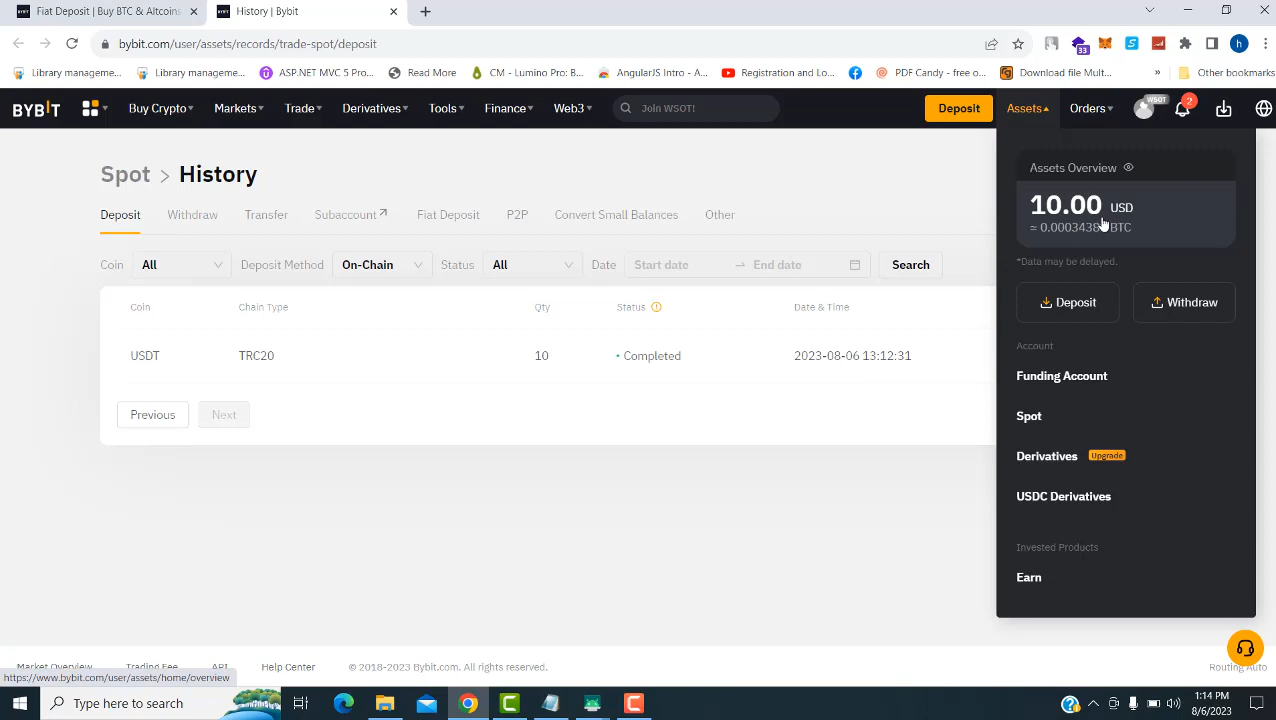 Fiat Deposit | Buy BTC & Altcoins
History | Bybit
bybit.com/user/assets/records/trade-spot/deposit
33
h
Library manageme...
Library manageme...
ASP.NET MVC 5 Pro...
Read More
CM - Lumino Pro: B...
AngularJS Intro - A...
Registration and Lo...
PDF Candy - free o...
Download file Mult...
»
Other bookmarks
BYBIT
Buy Crypto
Markets
Trade
Derivatives
Tools
Finance
Web3
Join WSOT!
Deposit
Assets
Orders
WSOT
2
Spot > History
Deposit
Withdraw
Transfer
Subaccount
Fiat Deposit
P2P
Convert Small Balances
Other
Coin
All
Deposit Method
On-Chain
Status
All
Date
Start date
End date
Search
Coin
Chain Type
Qty
Status
Date & Time
USDT
TRC20
10
Completed
2023-08-06 13:12:31
Previous
Next
Assets Overview
10.00 USD
≈ 0.0003438 BTC
*Data may be delayed.
Deposit
Withdraw
Account
Funding Account
Spot
Derivatives Upgrade
USDC Derivatives
Invested Products
Earn
Market Overview
Trading Fee
API
Help Center
© 2018-2023 Bybit.com. All rights reserved.
Routing Auto
https://www.bybit.com/user/assets/home/overview
Type here to search
1:14 PM
8/6/2023